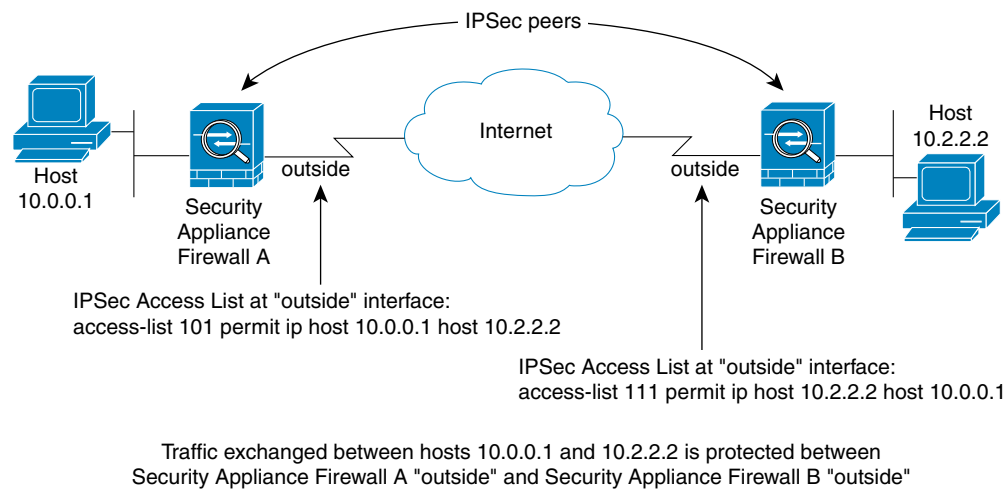 IPSec peers
Internet
Host
10.0.0.1
outside
Security
Appliance
Firewall A
Host
10.2.2.2
outside
Security
Appliance
Firewall B
IPSec Access List at "outside" interface:
access-list 101 permit ip host 10.0.0.1 host 10.2.2.2
IPSec Access List at "outside" interface:
access-list 111 permit ip host 10.2.2.2 host 10.0.0.1
Traffic exchanged between hosts 10.0.0.1 and 10.2.2.2 is protected between
Security Appliance Firewall A "outside" and Security Appliance Firewall B "outside"